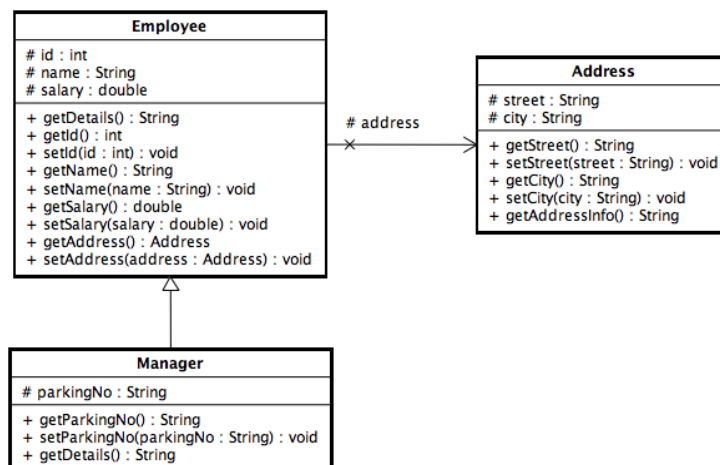 Employee
# id : int
# name : String
# salary : double
+ getDetails() : String
+ getId() : int
+ setId(id : int) : void
+ getName() : String
+ setName(name : String) : void
+ getSalary() : double
+ setSalary(salary : double) : void
+ getAddress() : Address
+ setAddress(address : Address) : void
# address
Address
# street : String
# city : String
+ getStreet() : String
+ setStreet(street : String) : void
+ getCity() : String
+ setCity(city : String) : void
+ getAddressInfo() : String
Manager
# parkingNo : String
+ getParkingNo() : String
+ setParkingNo(parkingNo : String) : void
+ getDetails() : String